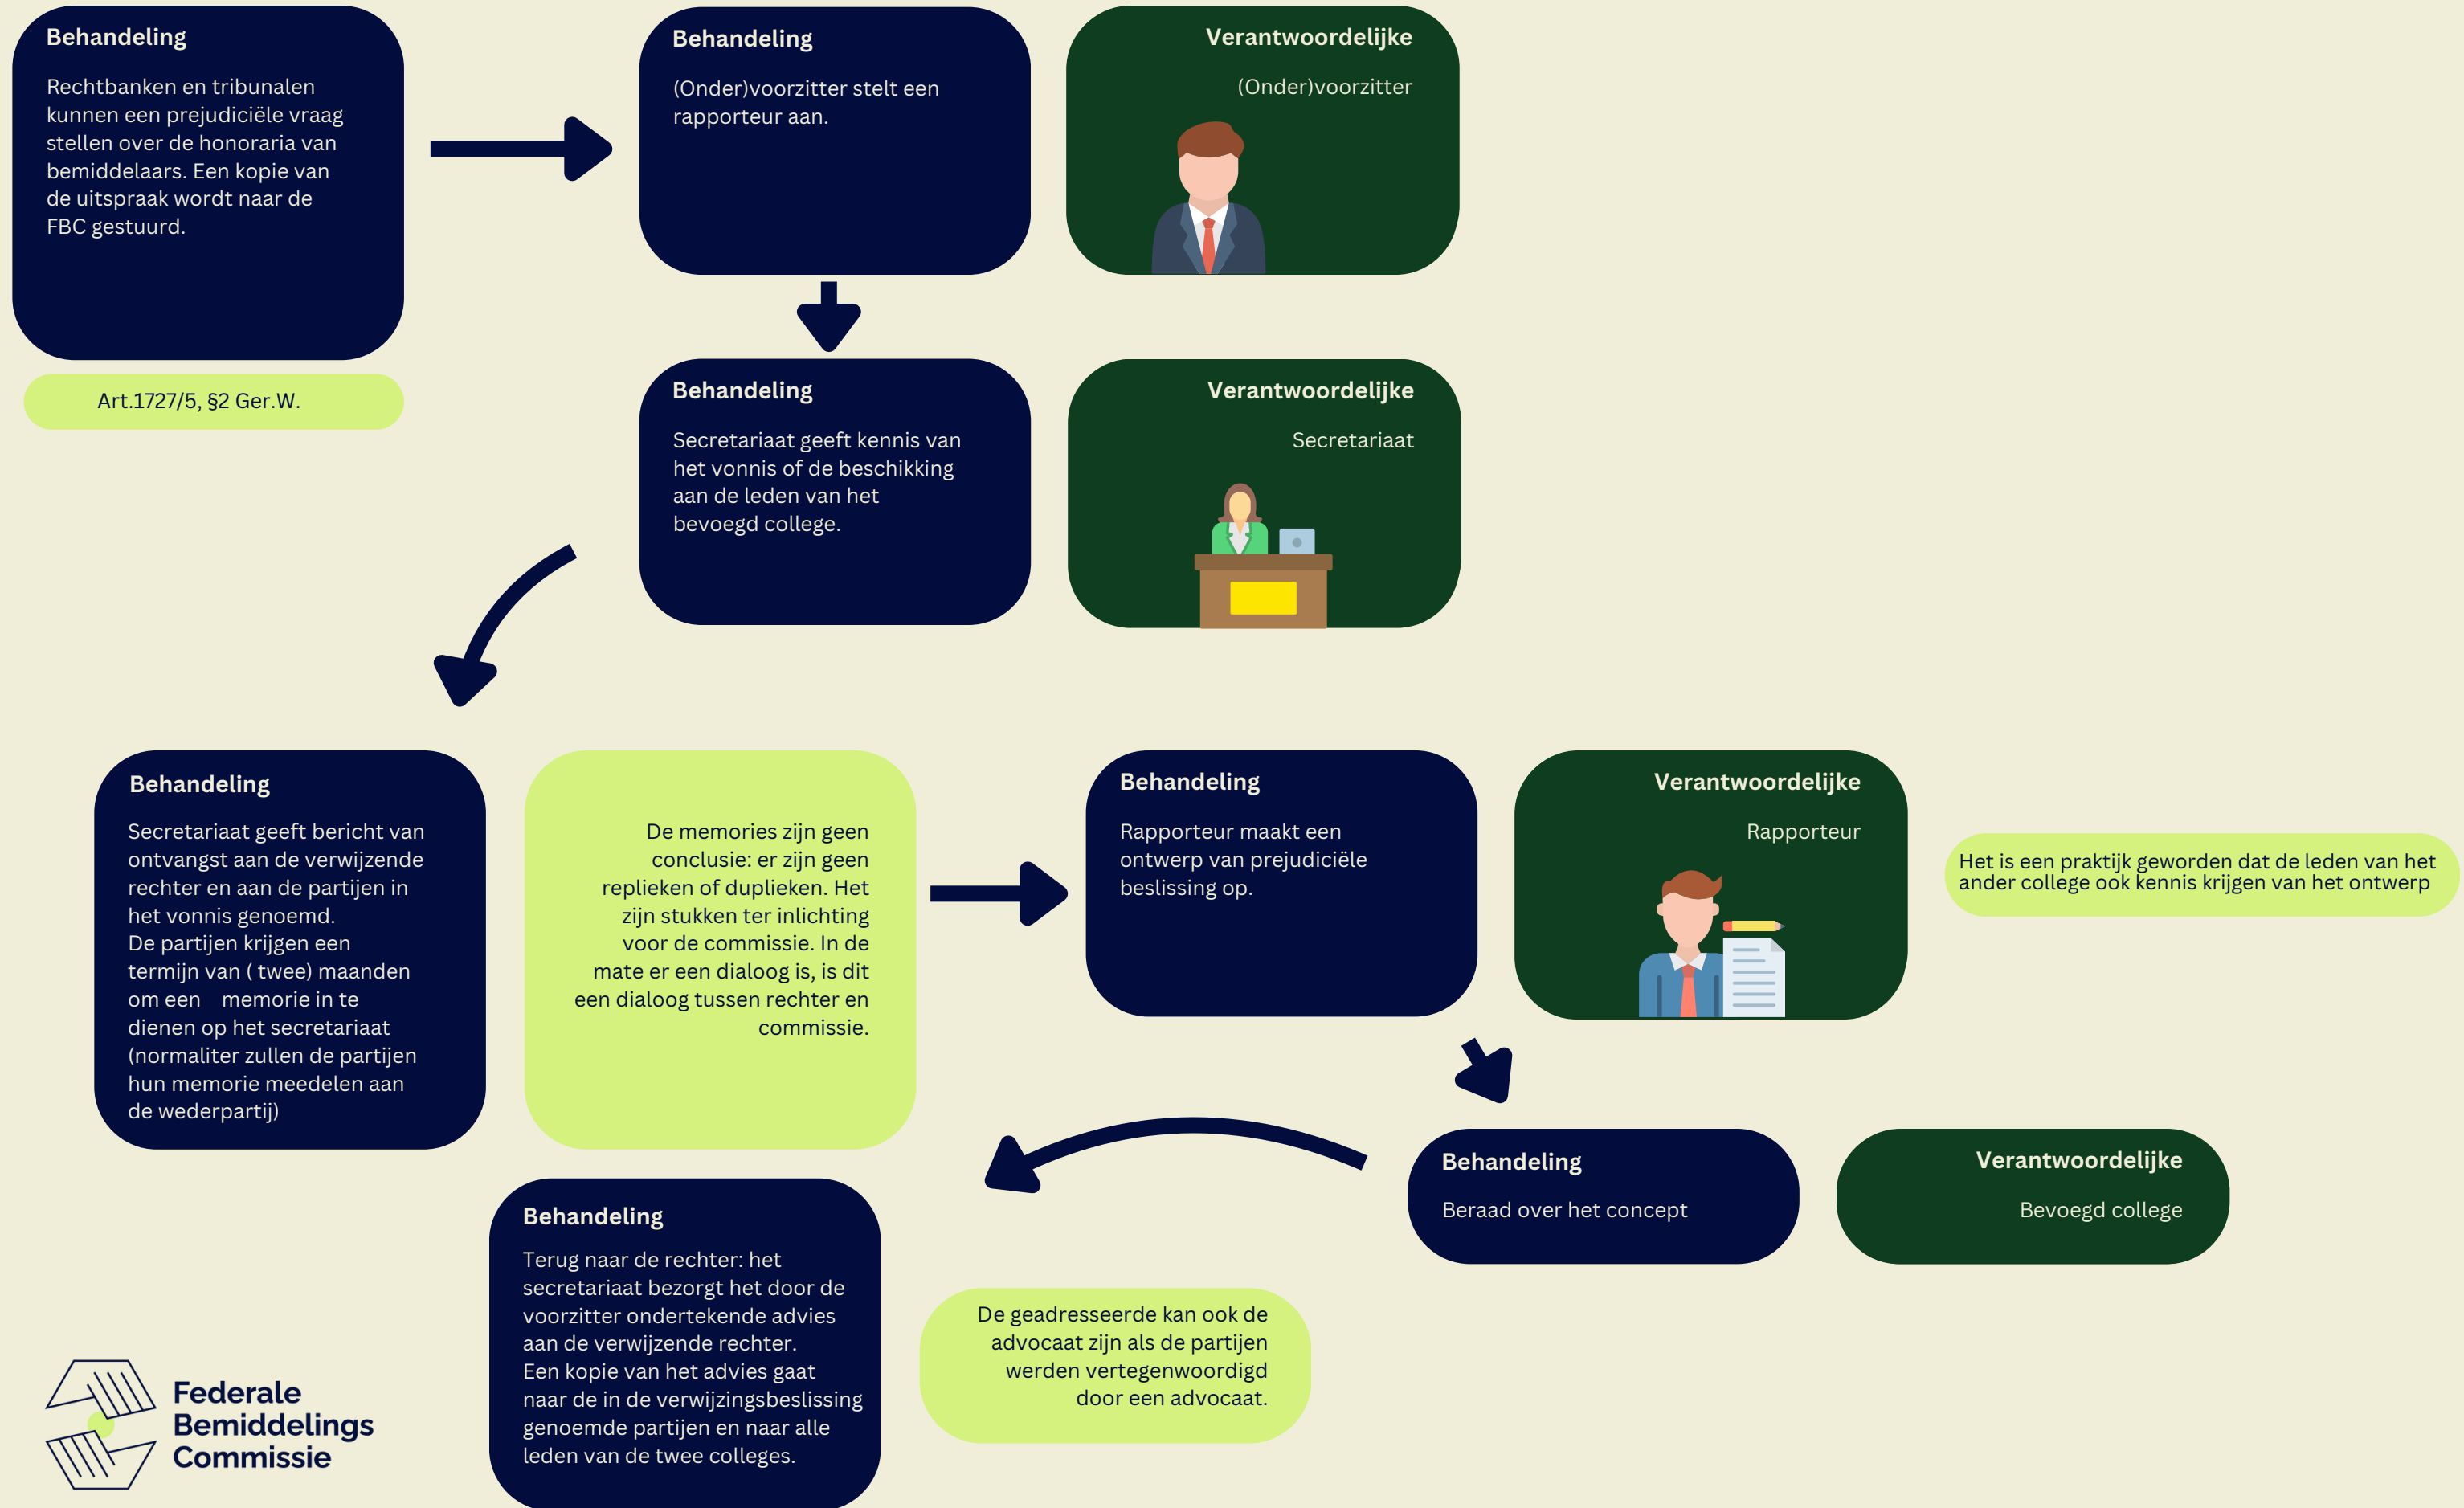 Behandeling
Rechtbanken en tribunalen
kunnen een prejudiciële vraag
stellen over de honoraria van
bemiddelaars. Een kopie van
de uitspraak wordt naar de
FBC gestuurd.
Art.1727/5, §2 Ger.W.
Behandeling
(Onder)voorzitter stelt een
rapporteur aan.
Verantwoordelijke
(Onder)voorzitter
Behandeling
Secretariaat geeft kennis van
het vonnis of de beschikking
aan de leden van het
bevoegd college.
Verantwoordelijke
Secretariaat
Behandeling
Secretariaat geeft bericht van
ontvangst aan de verwijzende
rechter en aan de partijen in
het vonnis genoemd.
De partijen krijgen een
termijn van ( twee) maanden
om een memorie in te
dienen op het secretariaat
(normaliter zullen de partijen
hun memorie meedelen aan
de wederpartij)
De memories zijn geen
conclusie: er zijn geen
replieken of duplieken. Het
zijn stukken ter inlichting
voor de commissie. In de
mate er een dialoog is, is dit
een dialoog tussen rechter en
commissie.
Behandeling
Rapporteur maakt een
ontwerp van prejudiciële
beslissing op.
Verantwoordelijke
Rapporteur
Het is een praktijk geworden dat de leden van het
ander college ook kennis krijgen van het ontwerp
Behandeling
Beraad over het concept
Verantwoordelijke
Bevoegd college
Behandeling
Terug naar de rechter: het
secretariaat bezorgt het door de
voorzitter ondertekende advies
aan de verwijzende rechter.
Een kopie van het advies gaat
naar de in de verwijzingsbeslissing
genoemde partijen en naar alle
leden van de twee colleges.
De geadresseerde kan ook de
advocaat zijn als de partijen
werden vertegenwoordigd
door een advocaat.
Federale
Bemiddelings
Commissie